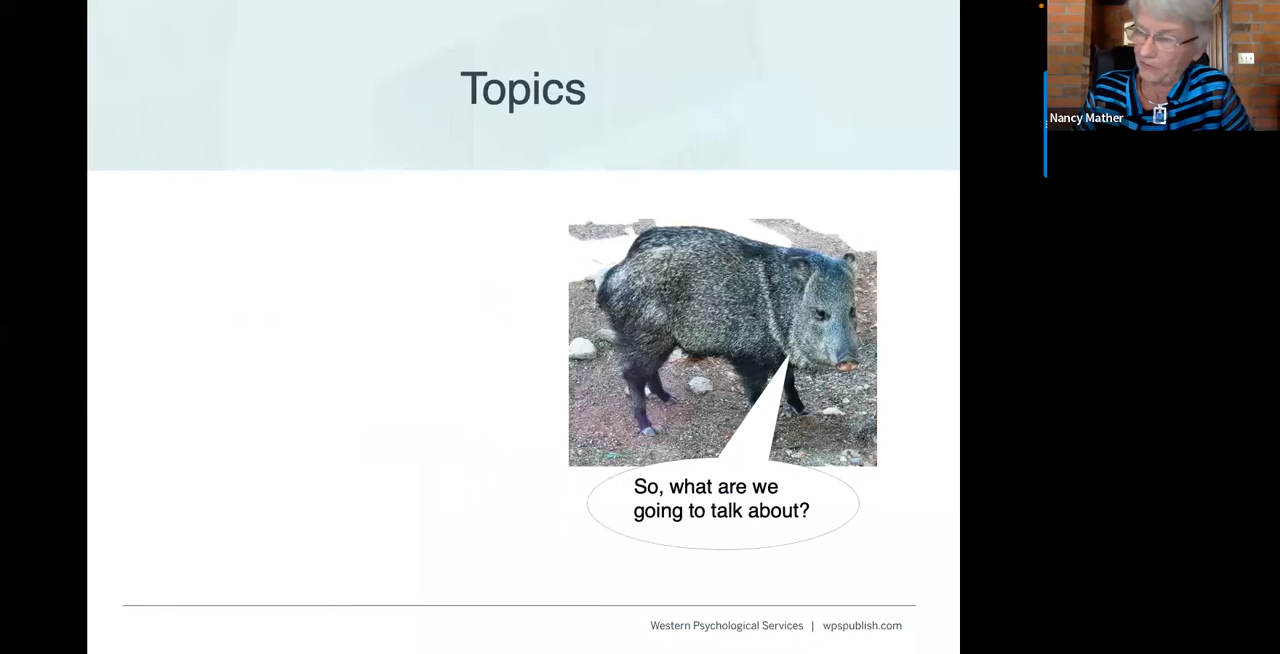 Topics
Nancy Mather
So, what are we
going to talk about?
Western Psychological Services | wpspublish.com